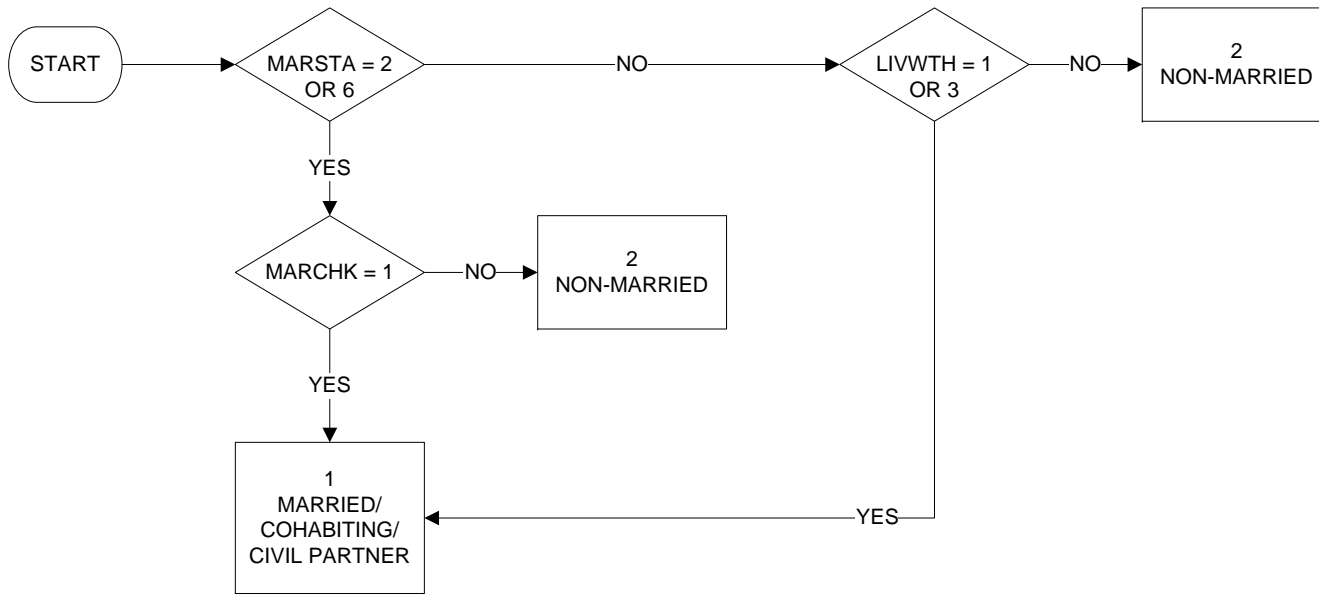 START
MARSTA = 2
OR 6
NO
LIVWTH = 1
OR 3
NO
2
NON-MARRIED
YES
MARCHK = 1
NO
2
NON-MARRIED
YES
1
MARRIED/
COHABITING/
CIVIL PARTNER
YES